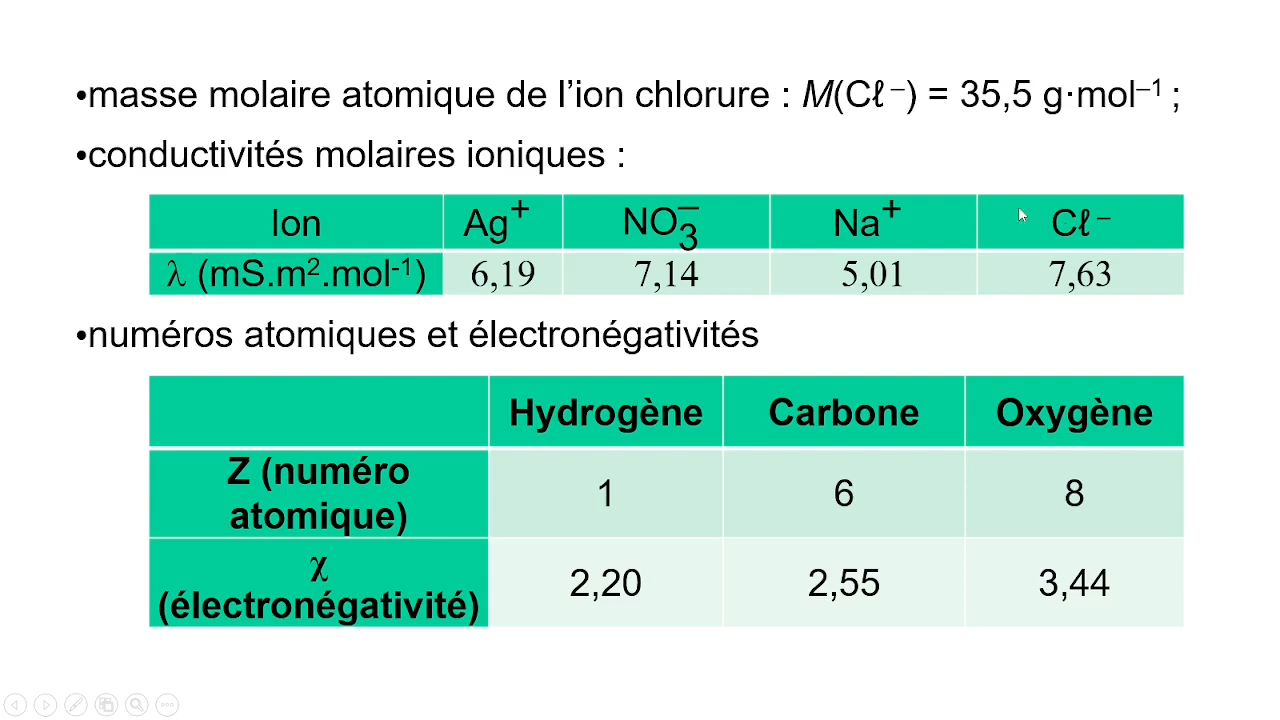 •masse molaire atomique de l’ion chlorure : M(Cℓ⁻) = 35,5 g·mol⁻¹ ;
•conductivités molaires ioniques :
Ion Ag⁺ NO₃⁻ Na⁺ Cℓ⁻
λ (mS.m².mol⁻¹) 6,19 7,14 5,01 7,63
•numéros atomiques et électronégativités
Hydrogène Carbone Oxygène
Z (numéro
atomique) 1 6 8
χ
(électronégativité) 2,20 2,55 3,44